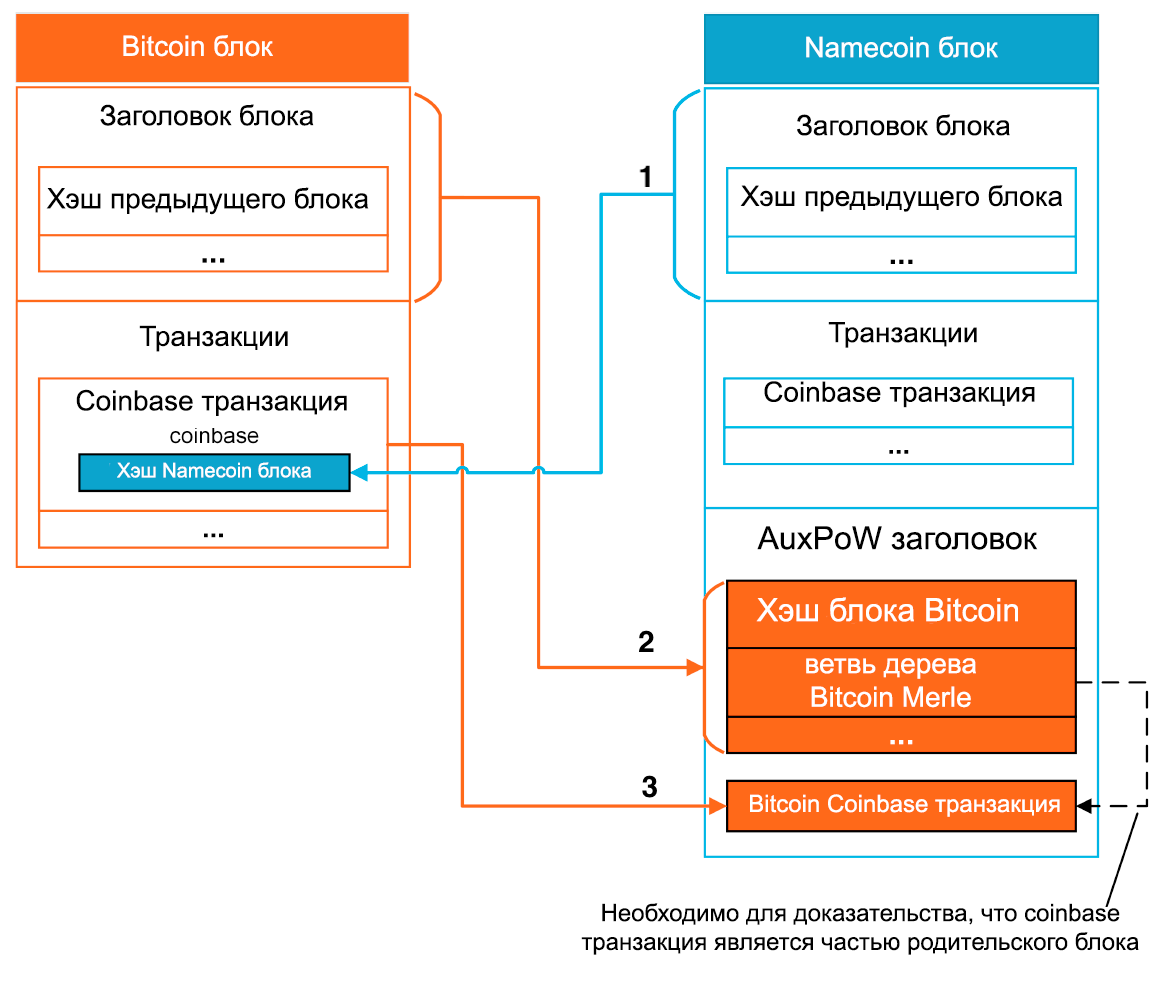 Bitcoin блок
Заголовок блока
Хэш предыдущего блока
...
Транзакции
Coinbase транзакция
coinbase
Хэш Namecoin блока
...
1
2
3
Namecoin блок
Заголовок блока
Хэш предыдущего блока
...
Транзакции
Coinbase транзакция
...
AuxPoW заголовок
Хэш блока Bitcoin
ветвь дерева
Bitcoin Merle
...
Bitcoin Coinbase транзакция
Необходимо для доказательства, что coinbase
транзакция является частью родительского блока